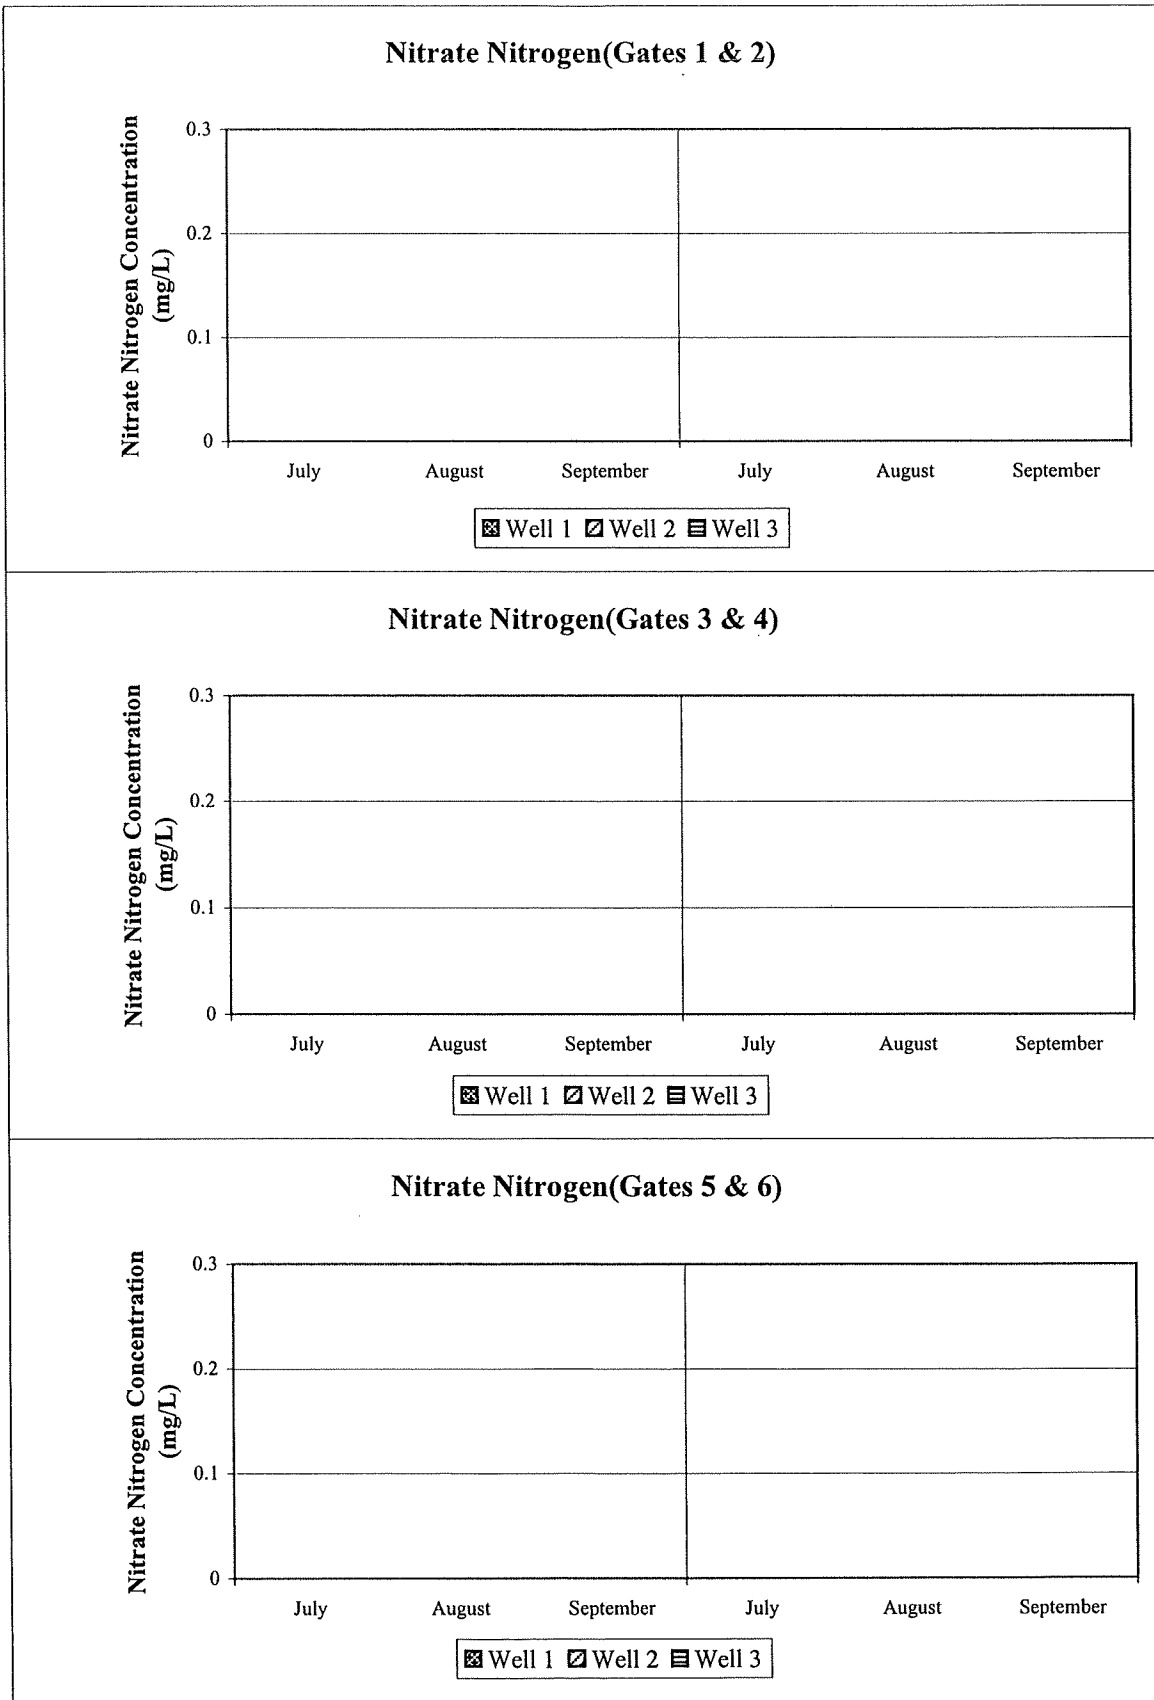 Nitrate Nitrogen(Gates 1 & 2)
Nitrate Nitrogen Concentration
(mg/L)
0.3
0.2
0.1
0
July August September July August September
Well 1 Well 2 Well 3
Nitrate Nitrogen(Gates 3 & 4)
Nitrate Nitrogen Concentration
(mg/L)
0.3
0.2
0.1
0
July August September July August September
Well 1 Well 2 Well 3
Nitrate Nitrogen(Gates 5 & 6)
Nitrate Nitrogen Concentration
(mg/L)
0.3
0.2
0.1
0
July August September July August September
Well 1 Well 2 Well 3